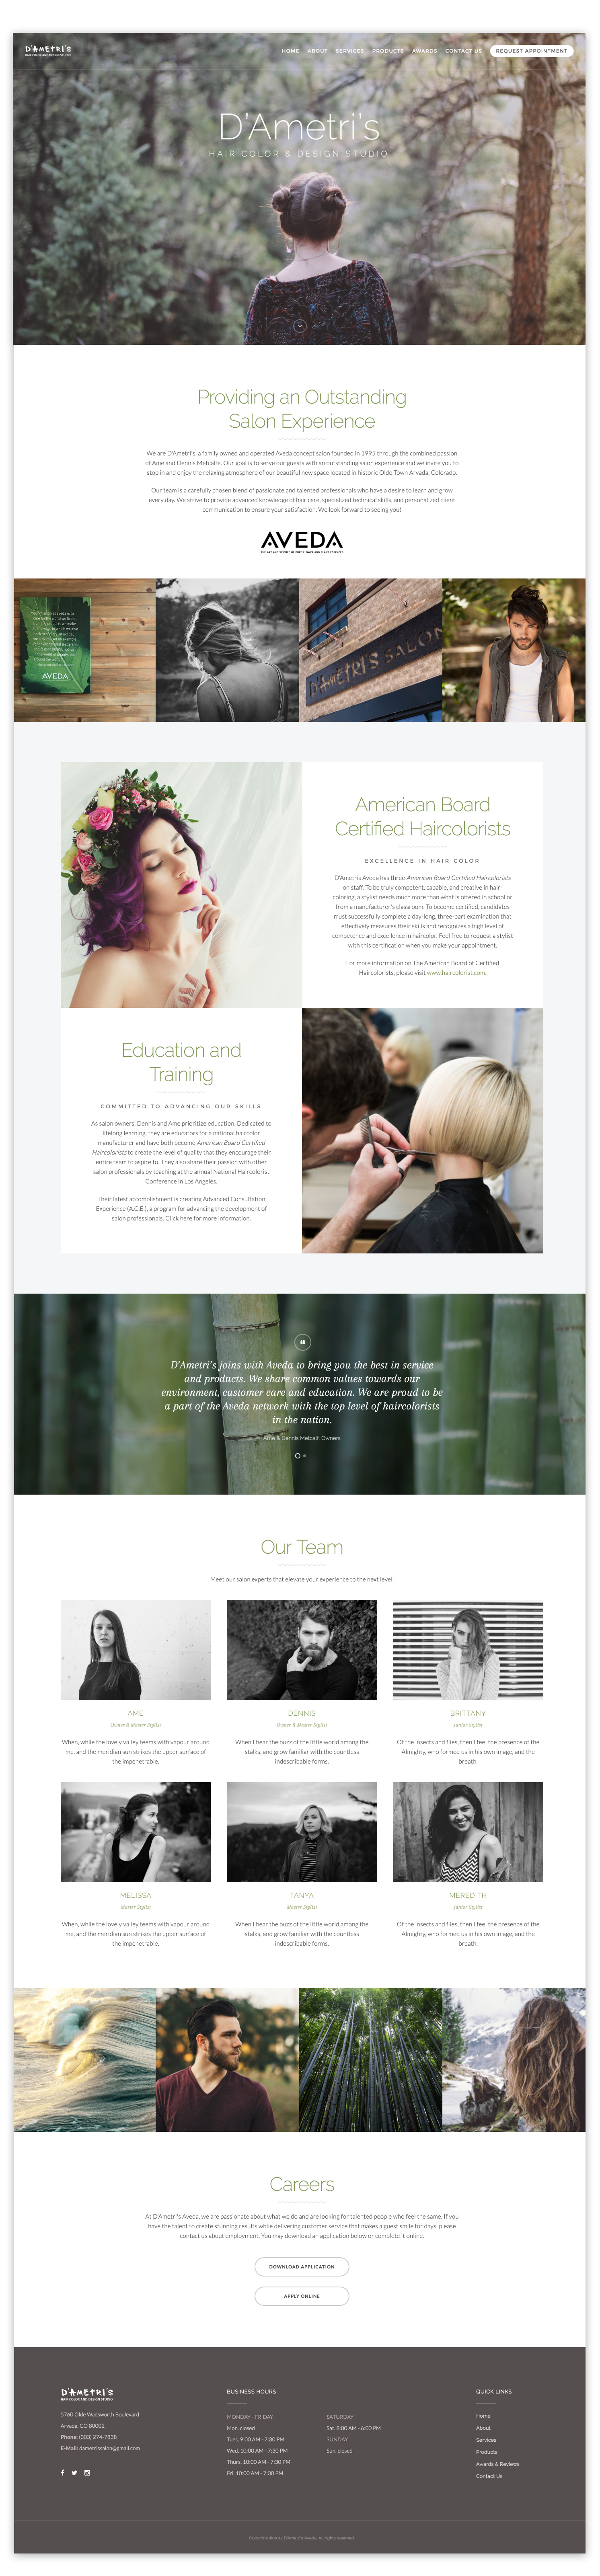 D'AMETRI'S
HAIR COLOR AND DESIGN STUDIO
HOME ABOUT SERVICES PRODUCTS AWARDS CONTACT US REQUEST APPOINTMENT
D'Ametri's
HAIR COLOR & DESIGN STUDIO
Providing an Outstanding
Salon Experience
We are D'Ametri's, a family owned and operated Aveda concept salon founded in 1995 through the combined passion
of Ame and Dennis Metcalfe. Our goal is to serve our guests with an outstanding salon experience and we invite you to
stop in and enjoy the relaxing atmosphere of our beautiful new space located in historic Olde Town Arvada, Colorado.
Our team is a carefully chosen blend of passionate and talented professionals who have a desire to learn and grow
every day. We strive to provide advanced knowledge of hair care, specialized technical skills, and personalized client
communication to ensure your satisfaction. We look forward to seeing you!
AVEDA
THE ART AND SCIENCE OF PURE FLOWER AND PLANT ESSENCES
AVEDA
D'AMETRI'S SALON
American Board
Certified Haircolorists
EXCELLENCE IN HAIR COLOR
D'Ametris Aveda has three American Board Certified Haircolorists
on staff. To be truly competent, capable, and creative in hair-
coloring, a stylist needs much more than what is offered in school or
from a manufacturer's classroom. To become certified, candidates
must successfully complete a day-long, three-part examination that
effectively measures their skills and recognizes a high level of
competence and excellence in haircolor. Feel free to request a stylist
with this certification when you make your appointment.
For more information on The American Board of Certified
Haircolorists, please visit www.haircolorist.com.
Education and
Training
COMMITTED TO ADVANCING OUR SKILLS
As salon owners, Dennis and Ame prioritize education. Dedicated to
lifelong learning, they are educators for a national haircolor
manufacturer and have both become American Board Certified
Haircolorists to create the level of quality that they encourage their
entire team to aspire to. They also share their passion with other
salon professionals by teaching at the annual National Haircolorist
Conference in Los Angeles.
Their latest accomplishment is creating Advanced Consultation
Experience (A.C.E.), a program for advancing the development of
salon professionals. Click here for more information.
D'Ametri's joins with Aveda to bring you the best in service
and products. We share common values towards our
environment, customer care and education. We are proud to be
a part of the Aveda network with the top level of haircolorists
in the nation.
Ame & Dennis Metcalf, Owners
Our Team
Meet our salon experts that elevate your experience to the next level.
AME
Owner & Master Stylist
When, while the lovely valley teems with vapour around
me, and the meridian sun strikes the upper surface of
the impenetrable.
DENNIS
Owner & Master Stylist
When I hear the buzz of the little world among the
stalks, and grow familiar with the countless
indescribable forms.
BRITTANY
Junior Stylist
Of the insects and flies, then I feel the presence of the
Almighty, who formed us in his own image, and the
breath.
MELISSA
Master Stylist
When, while the lovely valley teems with vapour around
me, and the meridian sun strikes the upper surface of
the impenetrable.
TANYA
Master Stylist
When I hear the buzz of the little world among the
stalks, and grow familiar with the countless
indescribable forms.
MEREDITH
Junior Stylist
Of the insects and flies, then I feel the presence of the
Almighty, who formed us in his own image, and the
breath.
Careers
At D'Ametri's Aveda, we are passionate about what we do and are looking for talented people who feel the same. If you
have the talent to create stunning results while delivering customer service that makes a guest smile for days, please
contact us about employment. You may download an application below or complete it online.
DOWNLOAD APPLICATION
APPLY ONLINE
D'AMETRI'S
HAIR COLOR AND DESIGN STUDIO
5760 Olde Wadsworth Boulevard
Arvada, CO 80002
Phone: (303) 274-7838
E-Mail: dametrissalon@gmail.com
BUSINESS HOURS
MONDAY - FRIDAY
Mon. closed
Tues. 9:00 AM - 7:30 PM
Wed. 10:00 AM - 7:30 PM
Thurs. 10:00 AM - 7:30 PM
Fri. 10:00 AM - 7:30 PM
SATURDAY
Sat. 8:00 AM - 6:00 PM
SUNDAY
Sun. closed
QUICK LINKS
Home
About
Services
Products
Awards & Reviews
Contact Us
Copyright © 2017 D'Ametri's Aveda. All rights reserved.